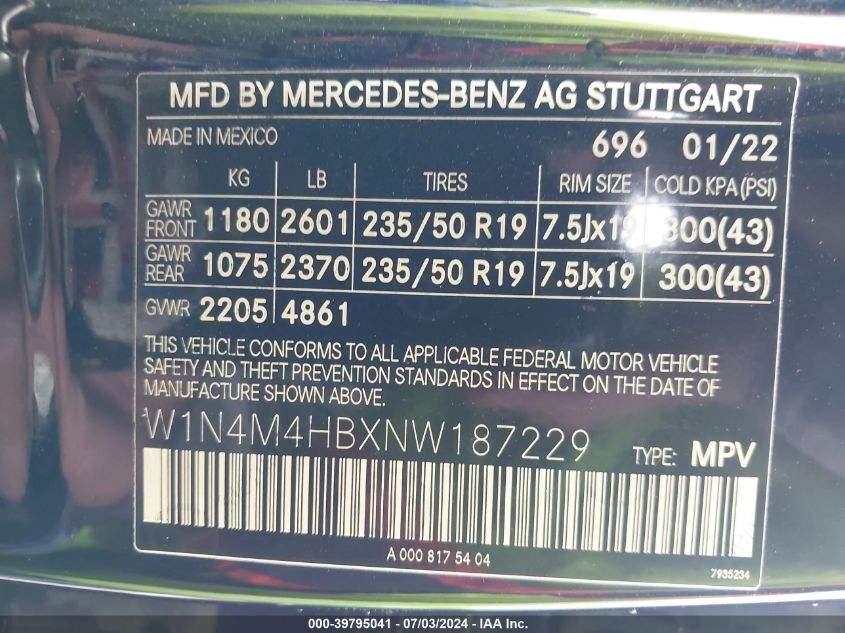 MFD BY MERCEDES-BENZ AG STUTTGART
MADE IN MEXICO 696 01/22
KG LB TIRES RIM SIZE COLD KPA (PSI)
GAWR FRONT 1180 2601 235/50 R19 7.5Jx19 300(43)
GAWR REAR 1075 2370 235/50 R19 7.5Jx19 300(43)
GVWR 2205 4861
THIS VEHICLE CONFORMS TO ALL APPLICABLE FEDERAL MOTOR VEHICLE
SAFETY AND THEFT PREVENTION STANDARDS IN EFFECT ON THE DATE OF
MANUFACTURE SHOWN ABOVE.
W1N4M4HBXNW187229 TYPE: MPV
A 000 817 54 04
7935234
000-39795041 - 07/03/2024 - IAA Inc.